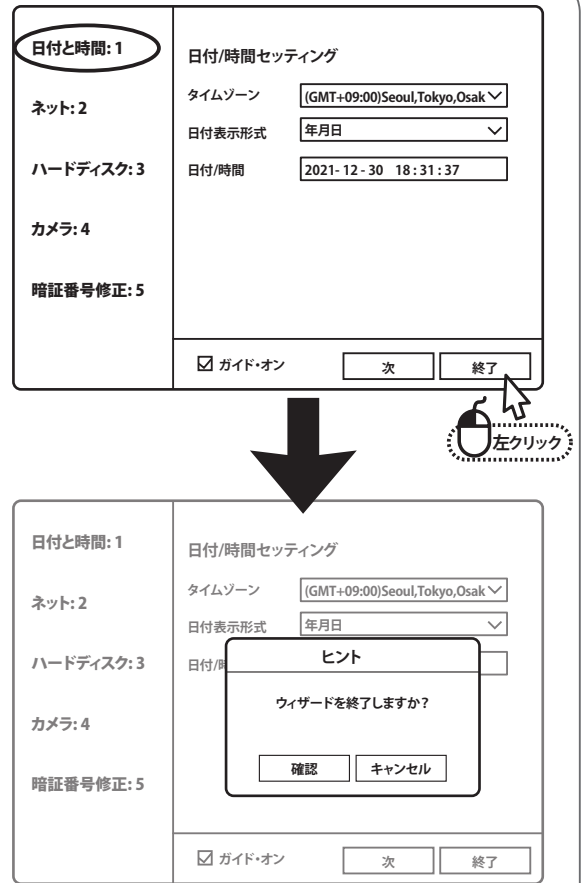 日付と時間: 1
ネット: 2
ハードディスク: 3
カメラ: 4
暗証番号修正: 5
日付/時間セッティング
タイムゾーン (GMT+09:00)Seoul,Tokyo,Osak
日付表示形式 年月日
日付/時間 2021- 12 - 30 18 : 31 : 37
ガイド・オン 次 終了
左クリック
日付と時間: 1
ネット: 2
ハードディスク: 3
カメラ: 4
暗証番号修正: 5
日付/時間セッティング
タイムゾーン (GMT+09:00)Seoul,Tokyo,Osak
日付表示形式 年月日
日付/時
ヒント
ウィザードを終了しますか?
確認 キャンセル
ガイド・オン 次 終了